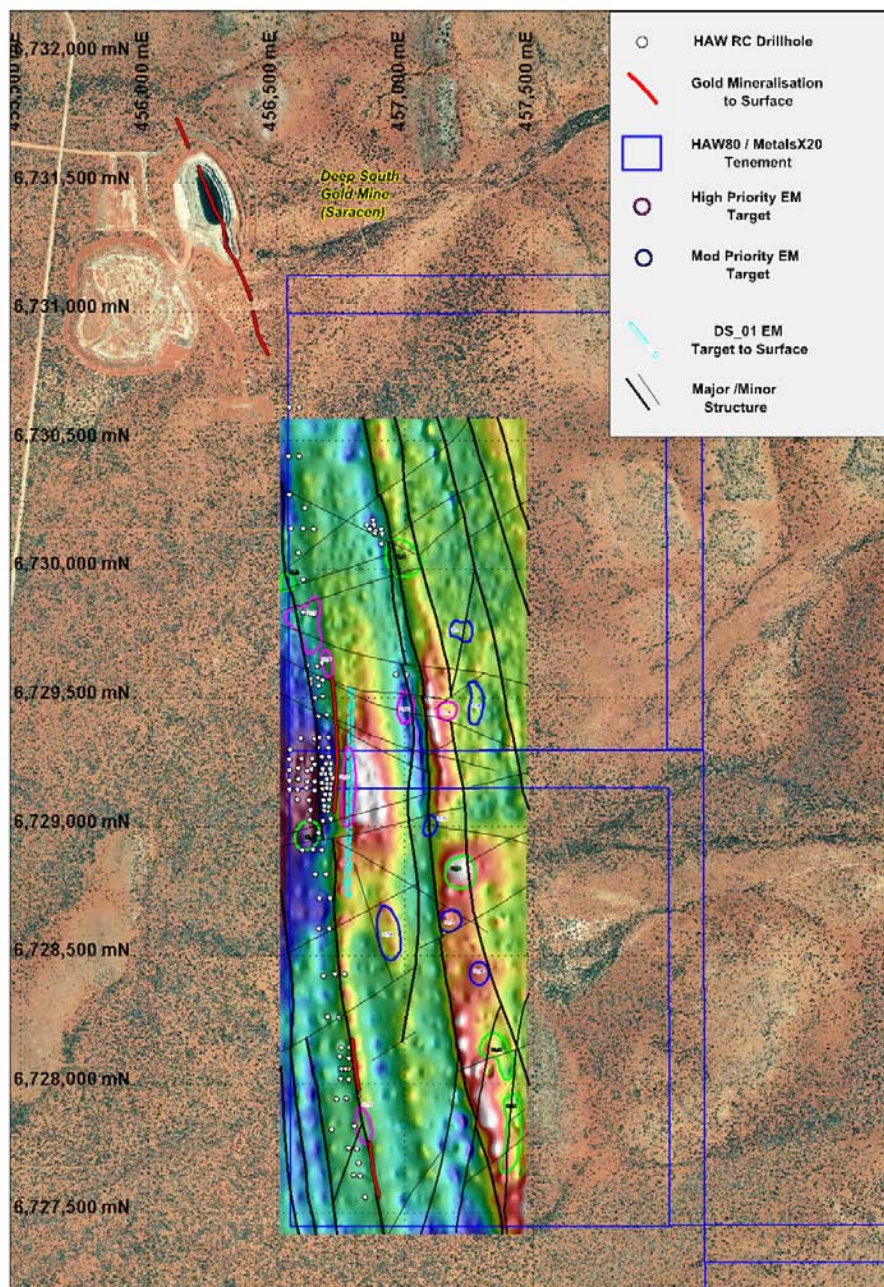 6,732,000 mN
6,731,500 mN
6,731,000 mN
6,730,500 mN
6,730,000 mN
6,729,500 mN
6,729,000 mN
6,728,500 mN
6,728,000 mN
6,727,500 mN
456,000 mE
456,500 mE
457,000 mE
457,500 mE
Deep South
Gold Mine
(Saracen)
HAW RC Drillhole
Gold Mineralisation
to Surface
HAW80 / MetalsX20
Tenement
High Priority EM
Target
Mod Priority EM
Target
DS_01 EM
Target to Surface
Major /Minor
Structure